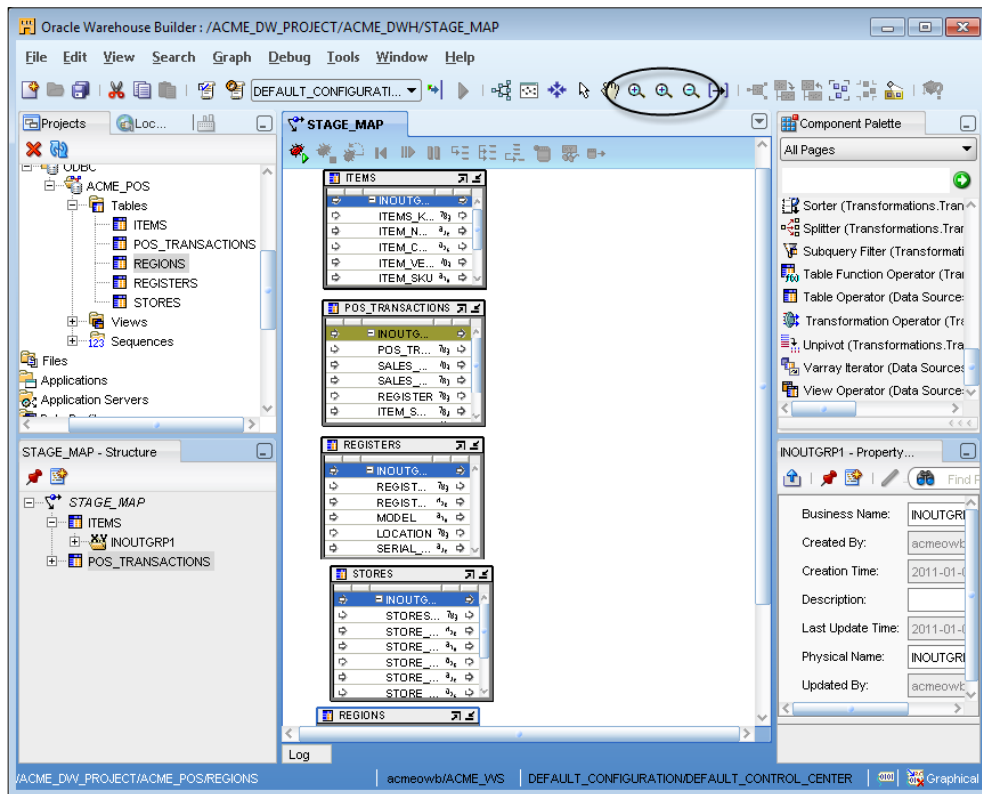 Oracle Warehouse Builder : /ACME_DW_PROJECT/ACME_DWH/STAGE_MAP
File Edit View Search Graph Debug Tools Window Help
DEFAULT_CONFIGURATI...
Projects
Loc...
ODBC
ACME_POS
Tables
ITEMS
POS_TRANSACTIONS
REGIONS
REGISTERS
STORES
Views
Sequences
Files
Applications
Application Servers
STAGE_MAP - Structure
STAGE_MAP
ITEMS
INOUTGRP1
POS_TRANSACTIONS
STAGE_MAP
ITEMS
INOUTG...
ITEMS_K...
ITEM_N...
ITEM_C...
ITEM_VE...
ITEM_SKU
POS_TRANSACTIONS
INOUTG...
POS_TR...
SALES_...
SALES_...
REGISTER
ITEM_S...
REGISTERS
INOUTG...
REGIST...
REGIST...
MODEL
LOCATION
SERIAL_...
STORES
INOUTG...
STORES...
STORE_...
STORE_...
STORE_...
STORE_...
STORE_...
REGIONS
Log
Component Palette
All Pages
Sorter (Transformations.Tran
Splitter (Transformations.Trar
Subquery Filter (Transformati
Table Function Operator (Trar
Table Operator (Data Source:
Transformation Operator (Tra
Unpivot (Transformations.Tra
Varray Iterator (Data Sources
View Operator (Data Source:
INOUTGRP1 - Property...
Find F
Business Name: INOUTGR
Created By: acmeowb
Creation Time: 2011-01-
Description:
Last Update Time: 2011-01-
Physical Name: INOUTGR
Updated By: acmeowb
/ACME_DW_PROJECT/ACME_POS/REGIONS
acmeowb/ACME_WS
DEFAULT_CONFIGURATION/DEFAULT_CONTROL_CENTER
Graphical